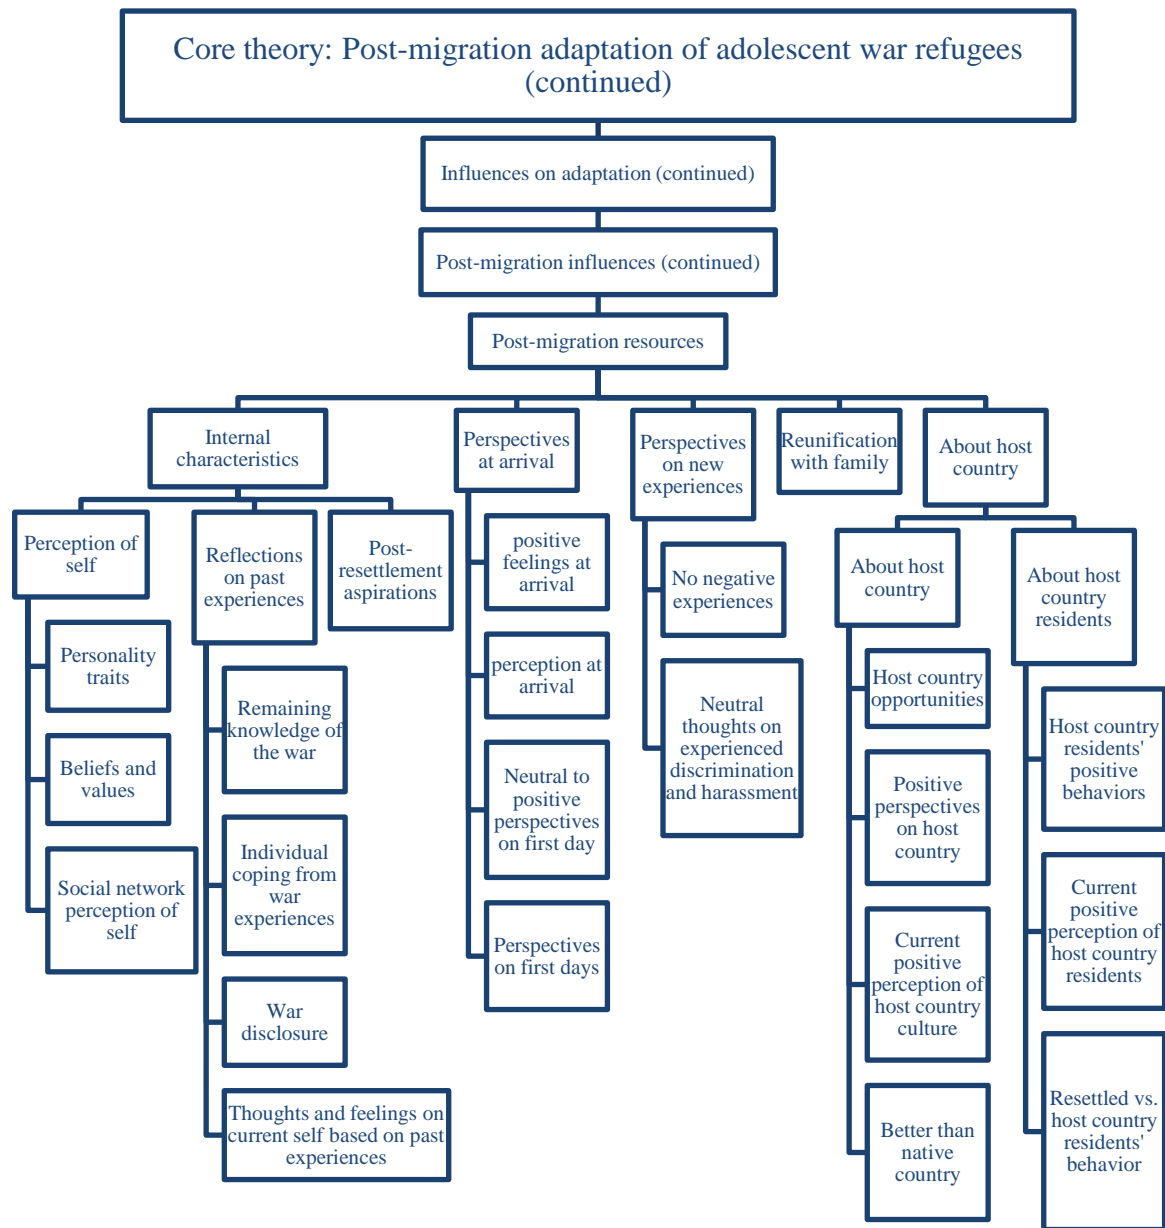 Core theory: Post-migration adaptation of adolescent war refugees
(continued)
Influences on adaptation (continued)
Post-migration influences (continued)
Post-migration resources
Internal
characteristics
Perspectives
at arrival
Perspectives
on new
experiences
Reunification
with family
About host
country
Perception of
self
Reflections
on past
experiences
Post-
resettlement
aspirations
Personality
traits
Beliefs and
values
Social network
perception of
self
Remaining
knowledge of
the war
Individual
coping from
war
experiences
War
disclosure
Thoughts and feelings on
current self based on past
experiences
positive
feelings at
arrival
perception at
arrival
Neutral to
positive
perspectives
on first day
Perspectives
on first days
No negative
experiences
Neutral
thoughts on
experienced
discrimination
and harassment
About host
country
About host
country
residents
Host country
opportunities
Positive
perspectives
on host
country
Current
positive
perception of
host country
culture
Better than
native
country
Host country
residents'
positive
behaviors
Current
positive
perception of
host country
residents
Resettled vs.
host country
residents'
behavior